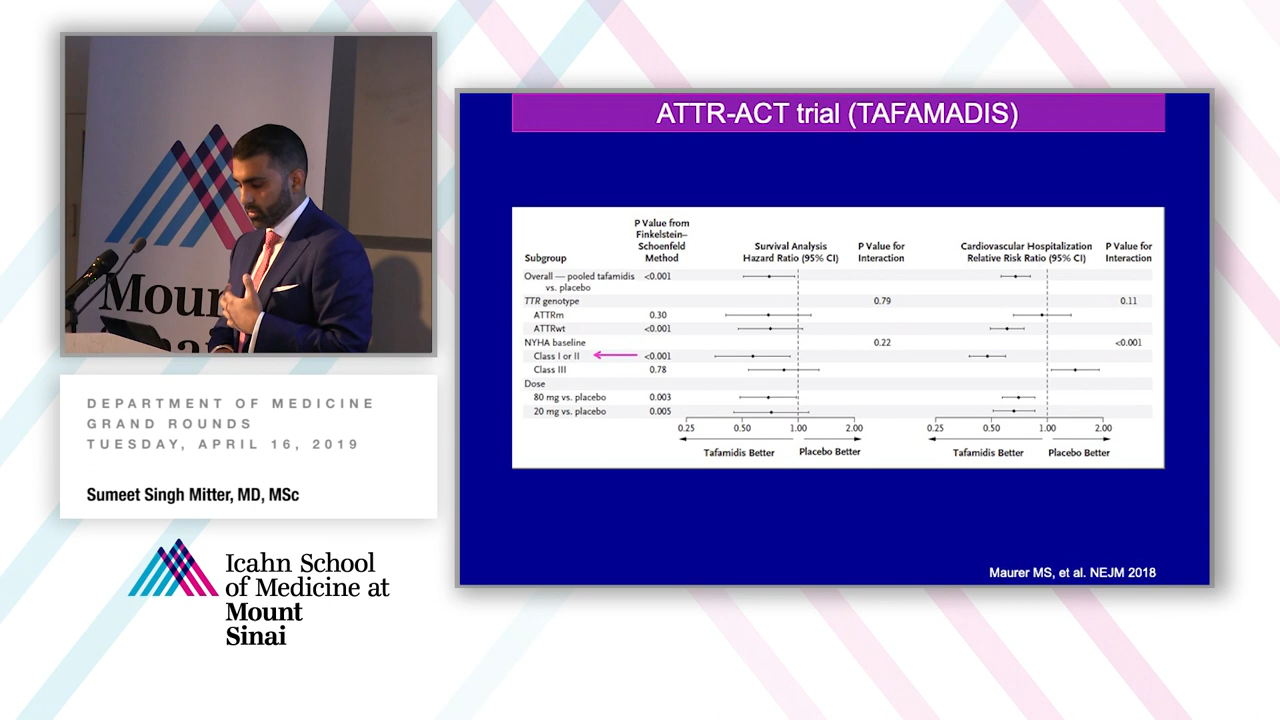 Mount
Sinai
DEPARTMENT OF MEDICINE
GRAND ROUNDS
TUESDAY, APRIL 16, 2019
Sumeet Singh Mitter, MD, MSc
Icahn School
of Medicine at
Mount
Sinai
ATTR-ACT trial (TAFAMADIS)
Subgroup
P Value from
Finkelstein–
Schoenfeld
Method
Survival Analysis
Hazard Ratio (95% CI)
P Value for
Interaction
Cardiovascular Hospitalization
Relative Risk Ratio (95% CI)
P Value for
Interaction
Overall — pooled tafamidis
vs. placebo
<0.001
TTR genotype 0.79 0.11
ATTRm 0.30
ATTRwt <0.001
NYHA baseline 0.22 <0.001
Class I or II <0.001
Class III 0.78
Dose
80 mg vs. placebo 0.003
20 mg vs. placebo 0.005
0.25 0.50 1.00 2.00 0.25 0.50 1.00 2.00
Tafamidis Better Placebo Better Tafamidis Better Placebo Better
Maurer MS, et al. NEJM 2018